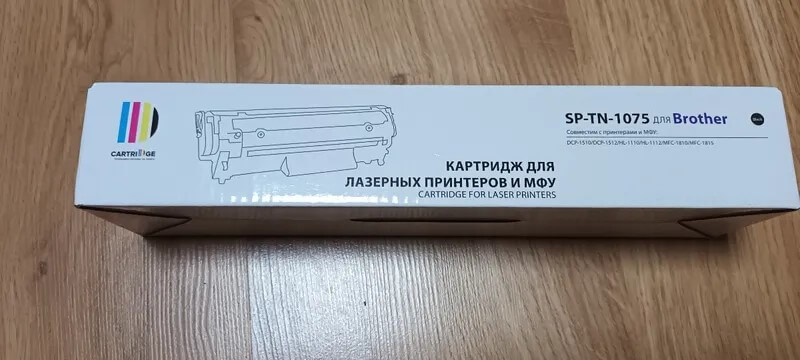 CARTRIDGE
КАРТРИДЖ ДЛЯ
ЛАЗЕРНЫХ ПРИНТЕРОВ И МФУ
CARTRIDGE FOR LASER PRINTERS
SP-TN-1075 для Brother
Black
Совместим с принтерами и МФУ:
DCP-1510/DCP-1512/HL-1110/HL-1112/MFC-1810/MFC-1815